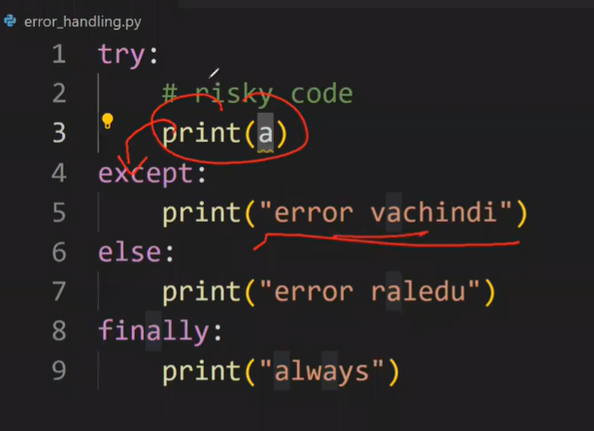 error_handling.py
1 try:
2 # risky code
3 print(a)
4 except:
5 print("error vachindi")
6 else:
7 print("error raledu")
8 finally:
9 print("always")